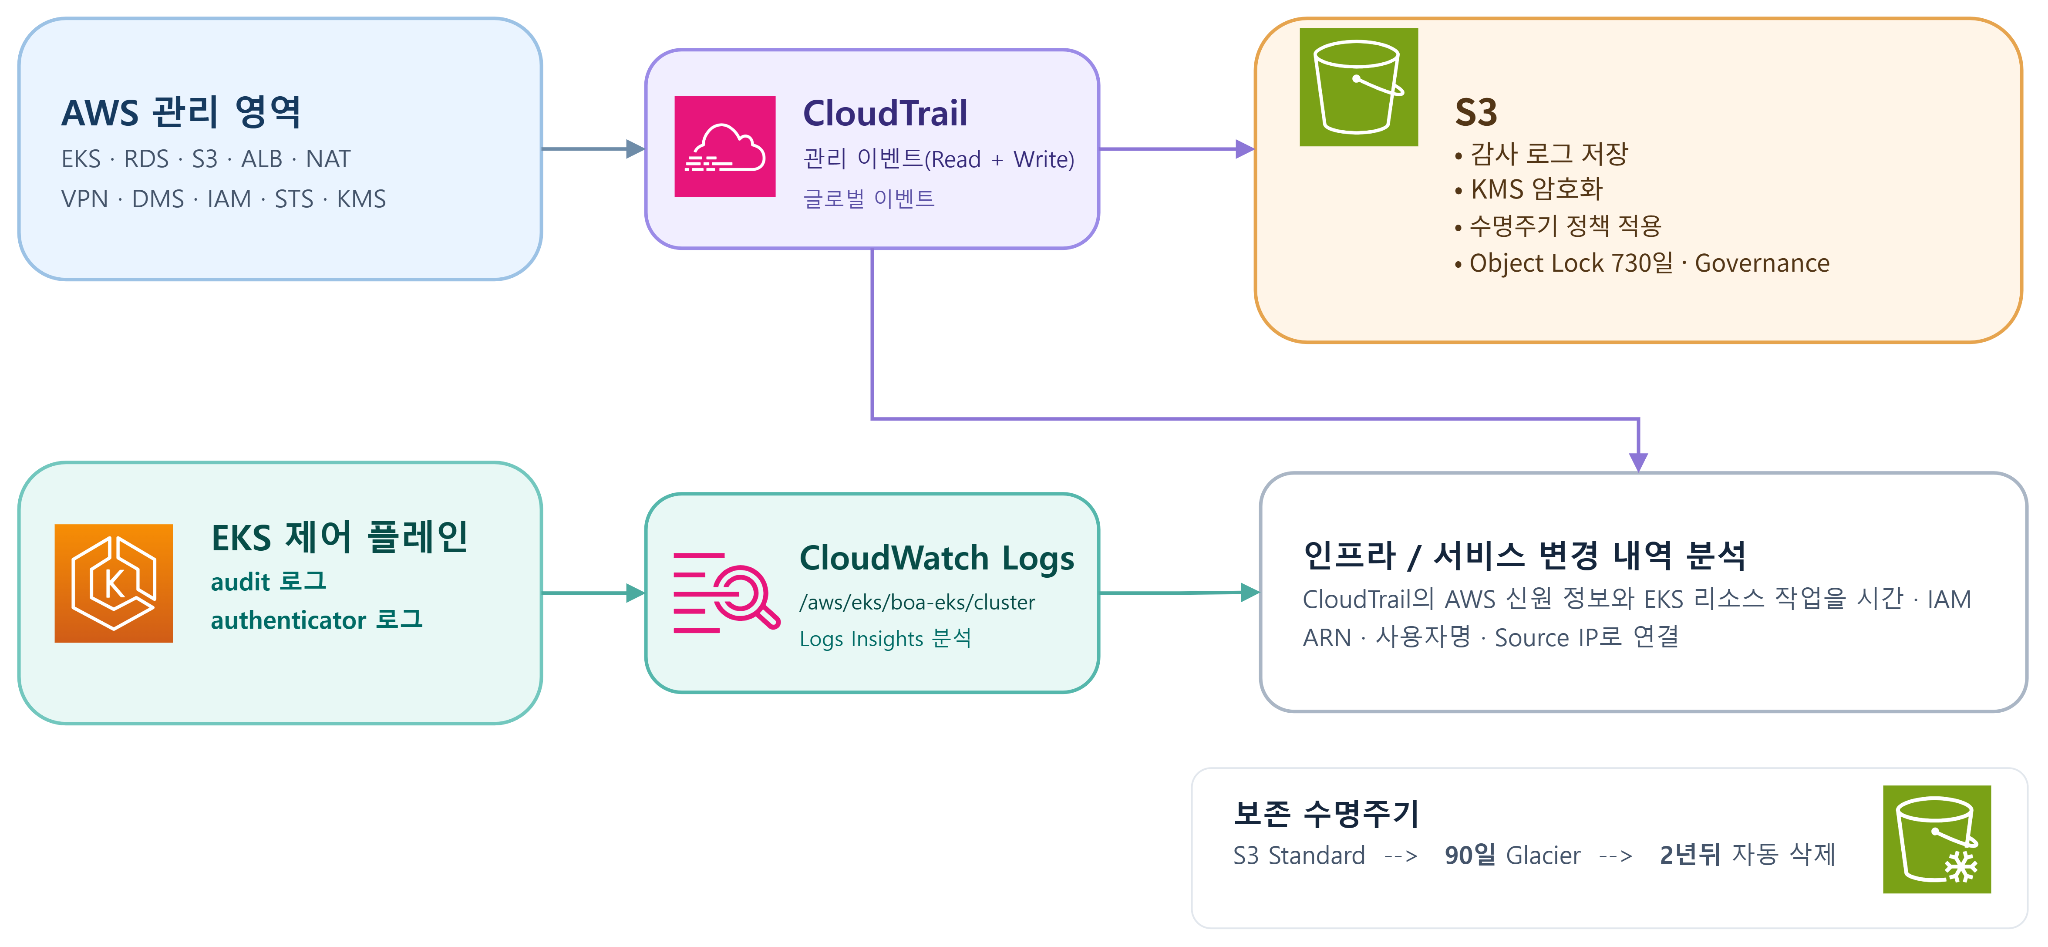 AWS 관리 영역
EKS · RDS · S3 · ALB · NAT
VPN · DMS · IAM · STS · KMS
CloudTrail
관리 이벤트(Read + Write)
글로벌 이벤트
S3
• 감사 로그 저장
• KMS 암호화
• 수명주기 정책 적용
• Object Lock 730일 · Governance
EKS 제어 플레인
audit 로그
authenticator 로그
CloudWatch Logs
/aws/eks/boa-eks/cluster
Logs Insights 분석
인프라 / 서비스 변경 내역 분석
CloudTrail의 AWS 신원 정보와 EKS 리소스 작업을 시간 · IAM
ARN · 사용자명 · Source IP로 연결
보존 수명주기
S3 Standard --> 90일 Glacier --> 2년뒤 자동 삭제